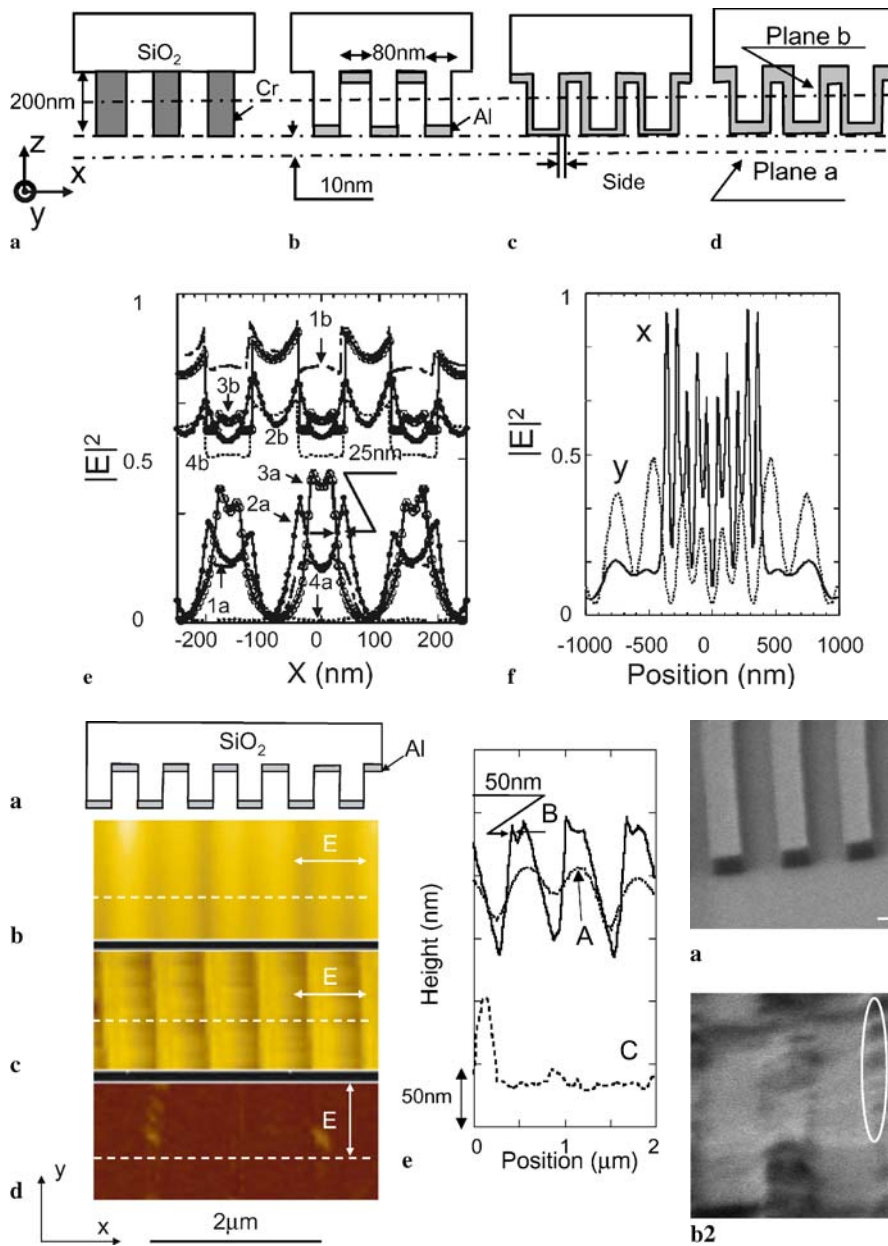 SiO2
Cr
200nm
z
x
y
a
80nm
Al
10nm
b
Side
c
Plane b
Plane a
d
1
0.5
0
|E|2
1b
3b
2b
4b
25nm
3a
2a
4a
1a
-200
-100
0
100
200
X (nm)
e
1
0.5
0
|E|2
x
y
-1000
-500
0
500
1000
Position (nm)
f
SiO2
Al
a
E
b
E
c
E
d
y
x
2μm
50nm
B
A
C
Height (nm)
50nm
0
1
2
Position (μm)
e
a
b2